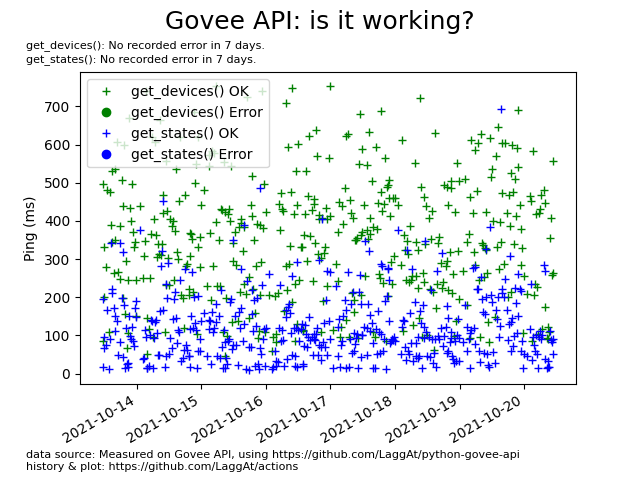 Govee API: is it working?
get_devices(): No recorded error in 7 days.
get_states(): No recorded error in 7 days.
get_devices() OK
get_devices() Error
get_states() OK
get_states() Error
Ping (ms)
700
600
500
400
300
200
100
0
2021-10-14
2021-10-15
2021-10-16
2021-10-17
2021-10-18
2021-10-19
2021-10-20
data source: Measured on Govee API, using https://github.com/LaggAt/python-govee-api
history & plot: https://github.com/LaggAt/actions